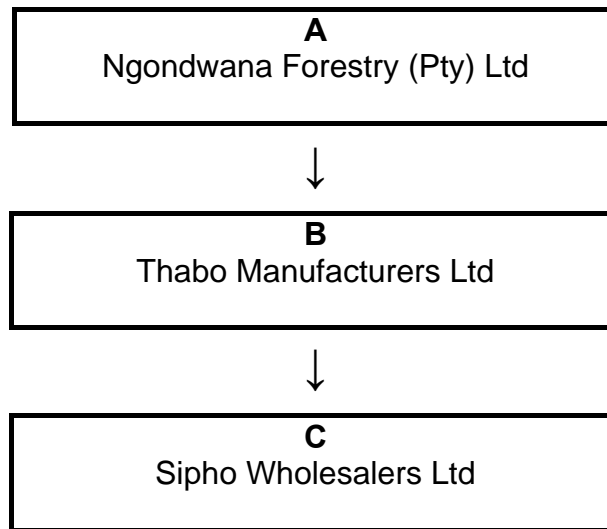 A
Ngondwana Forestry (Pty) Ltd
↓
B
Thabo Manufacturers Ltd
↓
C
Sipho Wholesalers Ltd